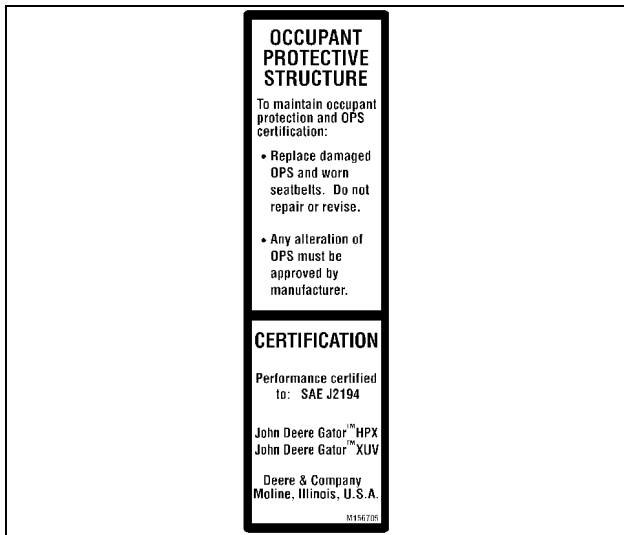 OCCUPANT
PROTECTIVE
STRUCTURE
To maintain occupant
protection and OPS
certification:
• Replace damaged
OPS and worn
seatbelts. Do not
repair or revise.
• Any alteration of
OPS must be
approved by
manufacturer.
CERTIFICATION
Performance certified
to: SAE J2194
John Deere Gator™HPX
John Deere Gator™XUV
Deere & Company
Moline, Illinois, U.S.A.
M156705